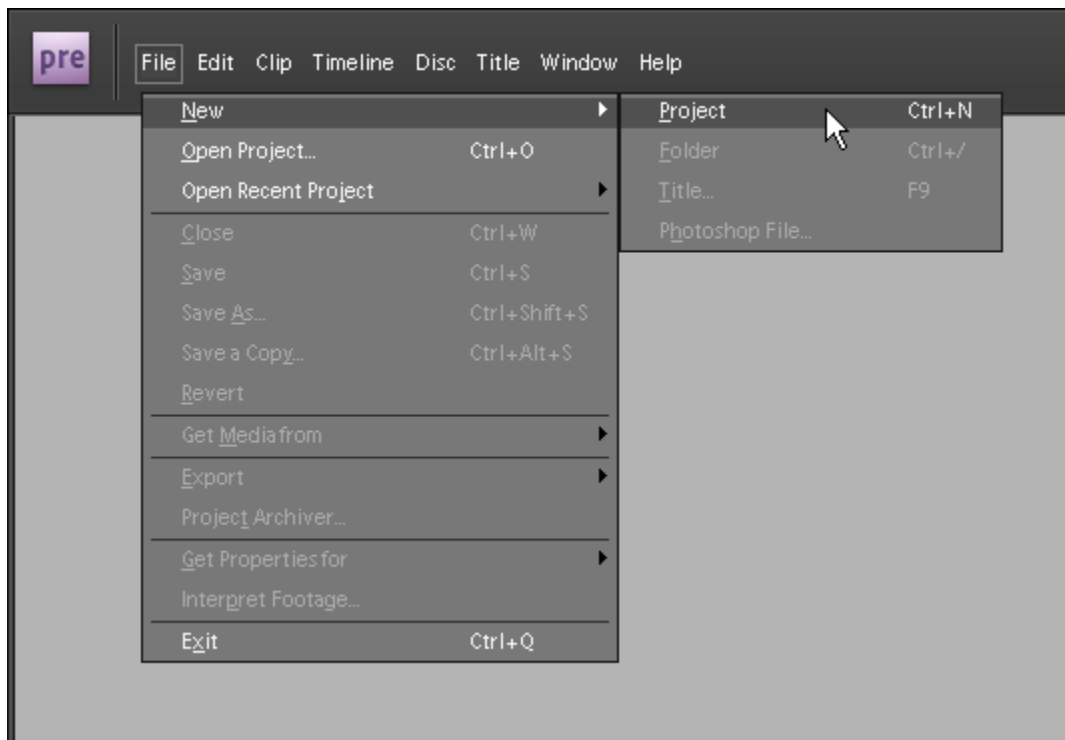 pre
File Edit Clip Timeline Disc Title Window Help
New
Open Project... Ctrl+O
Open Recent Project
Close Ctrl+W
Save Ctrl+S
Save As... Ctrl+Shift+S
Save a Copy... Ctrl+Alt+S
Revert
Get Media from
Export
Project Archiver...
Get Properties for
Interpret Footage...
Exit Ctrl+Q
Project Ctrl+N
Folder Ctrl+/
Title... F9
Photoshop File...